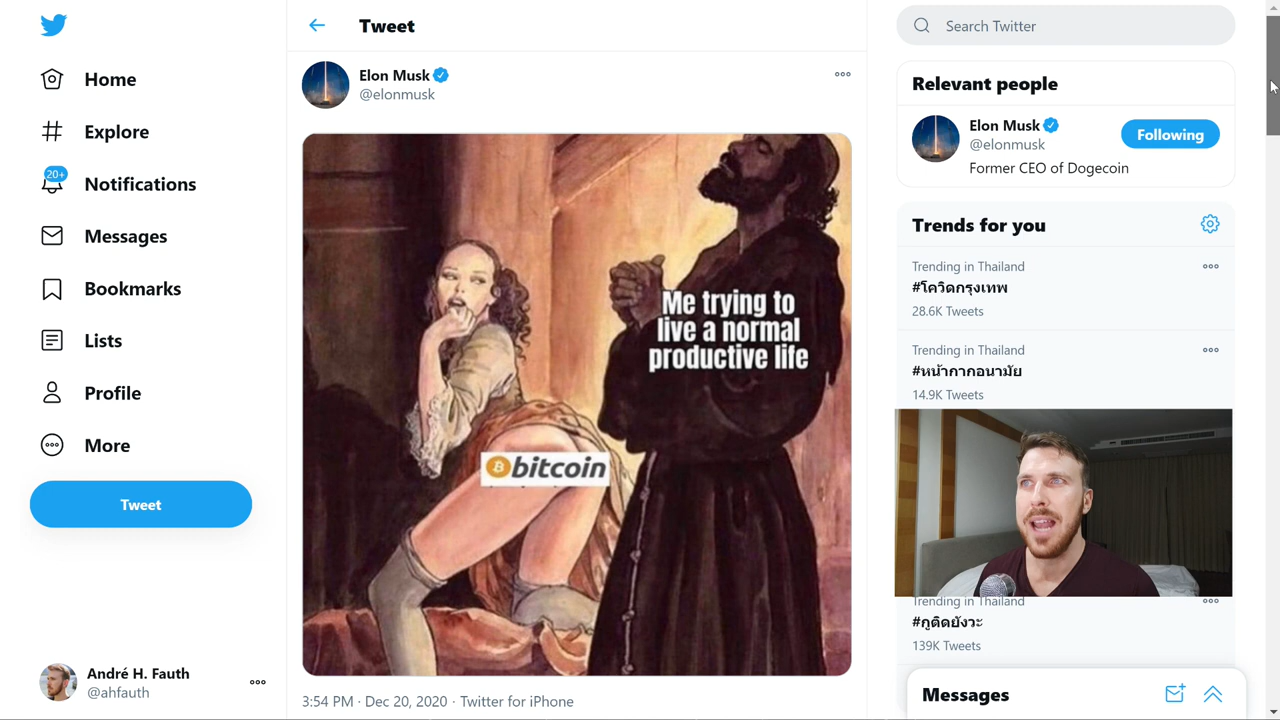 Home
Explore
20+
Notifications
Messages
Bookmarks
Lists
Profile
More
Tweet
André H. Fauth
@ahfauth
Tweet
Elon Musk
@elonmusk
Me trying to
live a normal
productive life
bitcoin
3:54 PM · Dec 20, 2020 · Twitter for iPhone
Search Twitter
Relevant people
Elon Musk
@elonmusk
Following
Former CEO of Dogecoin
Trends for you
Trending in Thailand
#โควิดกรุงเทพ
28.6K Tweets
Trending in Thailand
#หน้ากากอนามัย
14.9K Tweets
Trending in Thailand
#กูติดยังวะ
139K Tweets
Messages